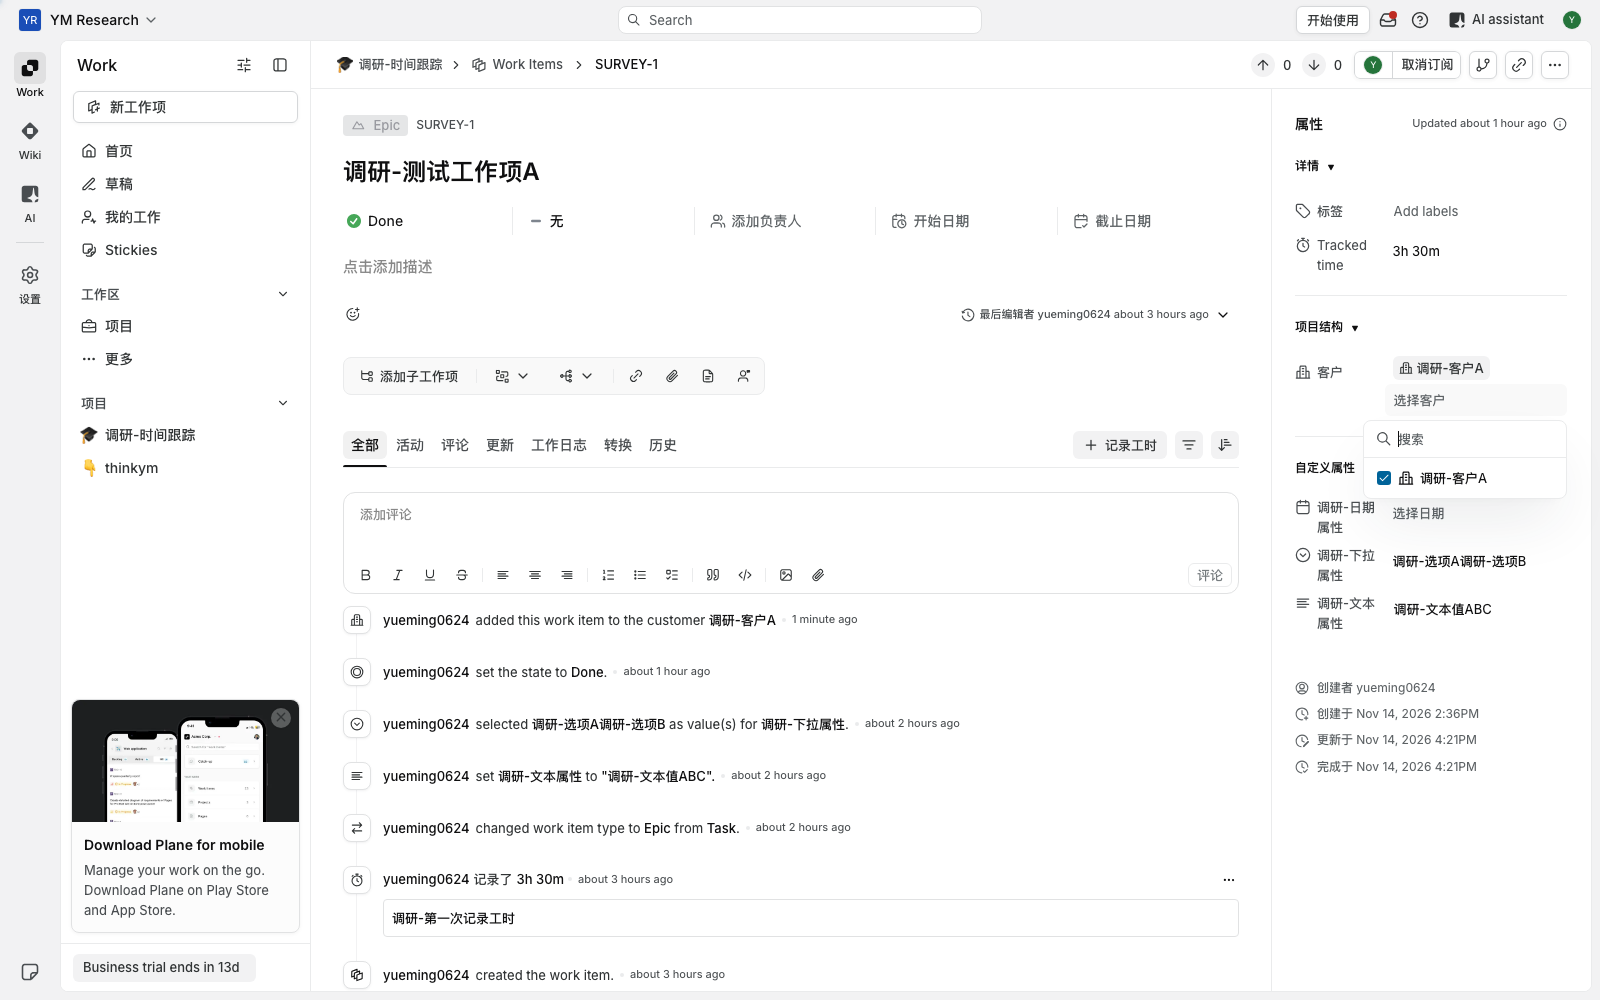 YR YM Research
Search
开始使用
AI assistant
Y
Work
Wiki
AI
设置
Work
新工作项
首页
草稿
我的工作
Stickies
工作区
项目
更多
项目
调研-时间跟踪
thinkym
Download Plane for mobile
Manage your work on the go.
Download Plane on Play Store
and App Store.
Business trial ends in 13d
调研-时间跟踪 Work Items SURVEY-1
0 0 Y 取消订阅
Epic SURVEY-1
调研-测试工作项A
Done 无 添加负责人 开始日期 截止日期
点击添加描述
最后编辑者 yueming0624 about 3 hours ago
添加子工作项
全部 活动 评论 更新 工作日志 转换 历史 记录工时
添加评论
评论
yueming0624 added this work item to the customer 调研-客户A 1 minute ago
yueming0624 set the state to Done. about 1 hour ago
yueming0624 selected 调研-选项A调研-选项B as value(s) for 调研-下拉属性. about 2 hours ago
yueming0624 set 调研-文本属性 to "调研-文本值ABC". about 2 hours ago
yueming0624 changed work item type to Epic from Task. about 2 hours ago
yueming0624 记录了 3h 30m about 3 hours ago
调研-第一次记录工时
yueming0624 created the work item. about 3 hours ago
属性 Updated about 1 hour ago
详情
标签 Add labels
Tracked
time
3h 30m
项目结构
客户 调研-客户A
选择客户
搜索
调研-客户A
自定义属性
调研-日期
属性
选择日期
调研-下拉
属性
调研-选项A调研-选项B
调研-文本
属性
调研-文本值ABC
创建者 yueming0624
创建于 Nov 14, 2026 2:36PM
更新于 Nov 14, 2026 4:21PM
完成于 Nov 14, 2026 4:21PM